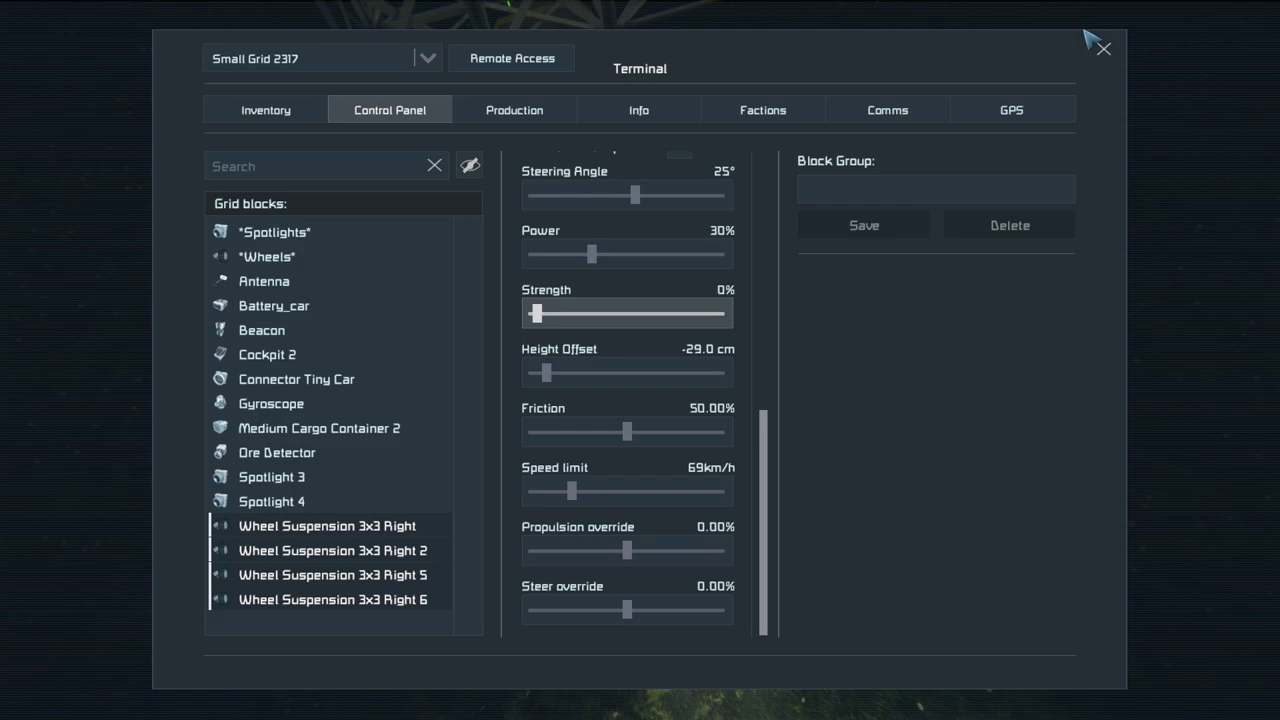 Small Grid 2317
Remote Access
Terminal
Inventory
Control Panel
Production
Info
Factions
Comms
GPS
Search
Grid blocks:
*Spotlights*
*Wheels*
Antenna
Battery_car
Beacon
Cockpit 2
Connector Tiny Car
Gyroscope
Medium Cargo Container 2
Ore Detector
Spotlight 3
Spotlight 4
Wheel Suspension 3x3 Right
Wheel Suspension 3x3 Right 2
Wheel Suspension 3x3 Right 5
Wheel Suspension 3x3 Right 6
Steering Angle 25°
Power 30%
Strength 0%
Height Offset -29.0 cm
Friction 50.00%
Speed limit 69km/h
Propulsion override 0.00%
Steer override 0.00%
Block Group:
Save
Delete